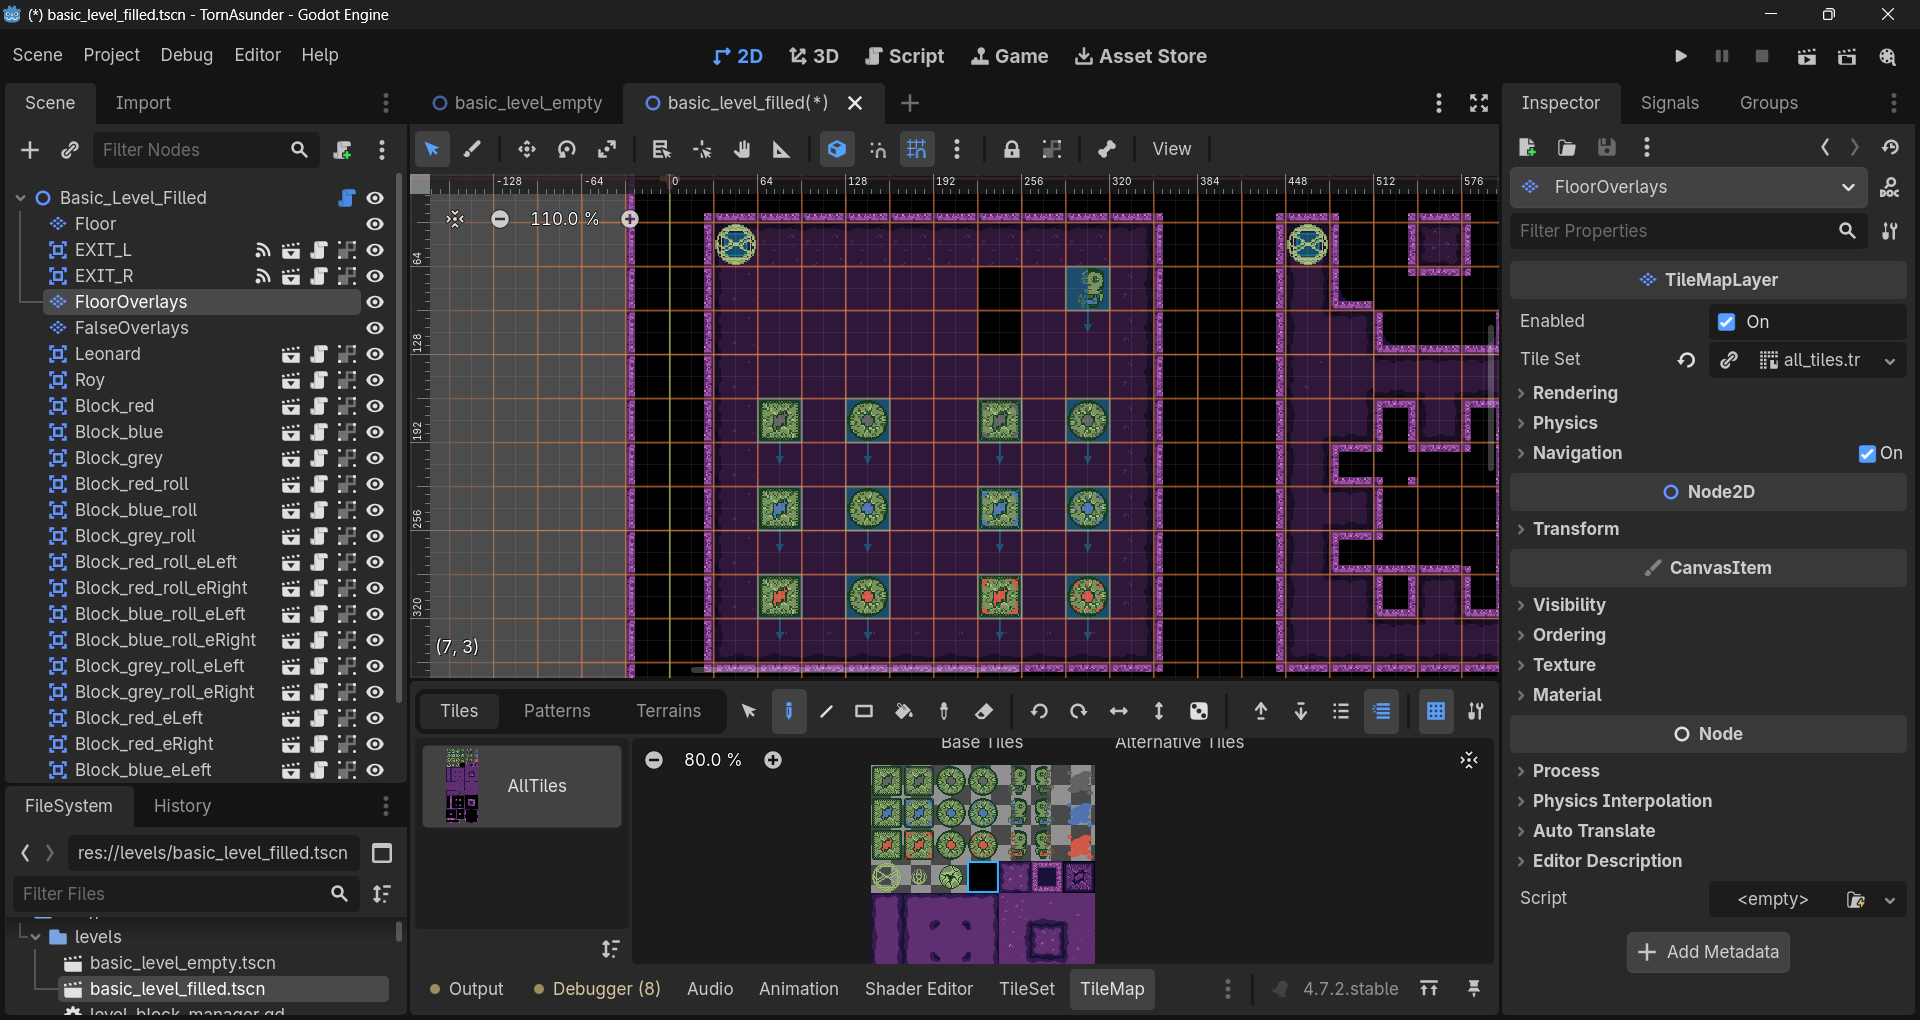 (*) basic_level_filled.tscn - TornAsunder - Godot Engine
Scene Project Debug Editor Help
2D 3D Script Game Asset Store
Scene Import
Filter Nodes
Basic_Level_Filled
Floor
EXIT_L
EXIT_R
FloorOverlays
FalseOverlays
Leonard
Roy
Block_red
Block_blue
Block_grey
Block_red_roll
Block_blue_roll
Block_grey_roll
Block_red_roll_eLeft
Block_red_roll_eRight
Block_blue_roll_eLeft
Block_blue_roll_eRight
Block_grey_roll_eLeft
Block_grey_roll_eRight
Block_red_eLeft
Block_red_eRight
Block_blue_eLeft
FileSystem History
res://levels/basic_level_filled.tscn
Filter Files
levels
basic_level_empty.tscn
basic_level_filled.tscn
level_block_manager.gd
basic_level_empty basic_level_filled(*)
View
-128 -64 0 64 128 192 256 320 384 448 512 576
110.0 %
64
128
192
256
320
(7, 3)
Tiles Patterns Terrains
AllTiles
80.0 %
Base Tiles Alternative Tiles
Output Debugger (8) Audio Animation Shader Editor TileSet TileMap 4.7.2.stable
Inspector Signals Groups
FloorOverlays
Filter Properties
TileMapLayer
Enabled On
Tile Set all_tiles.tr
Rendering
Physics
Navigation On
Node2D
Transform
CanvasItem
Visibility
Ordering
Texture
Material
Node
Process
Physics Interpolation
Auto Translate
Editor Description
Script <empty>
Add Metadata